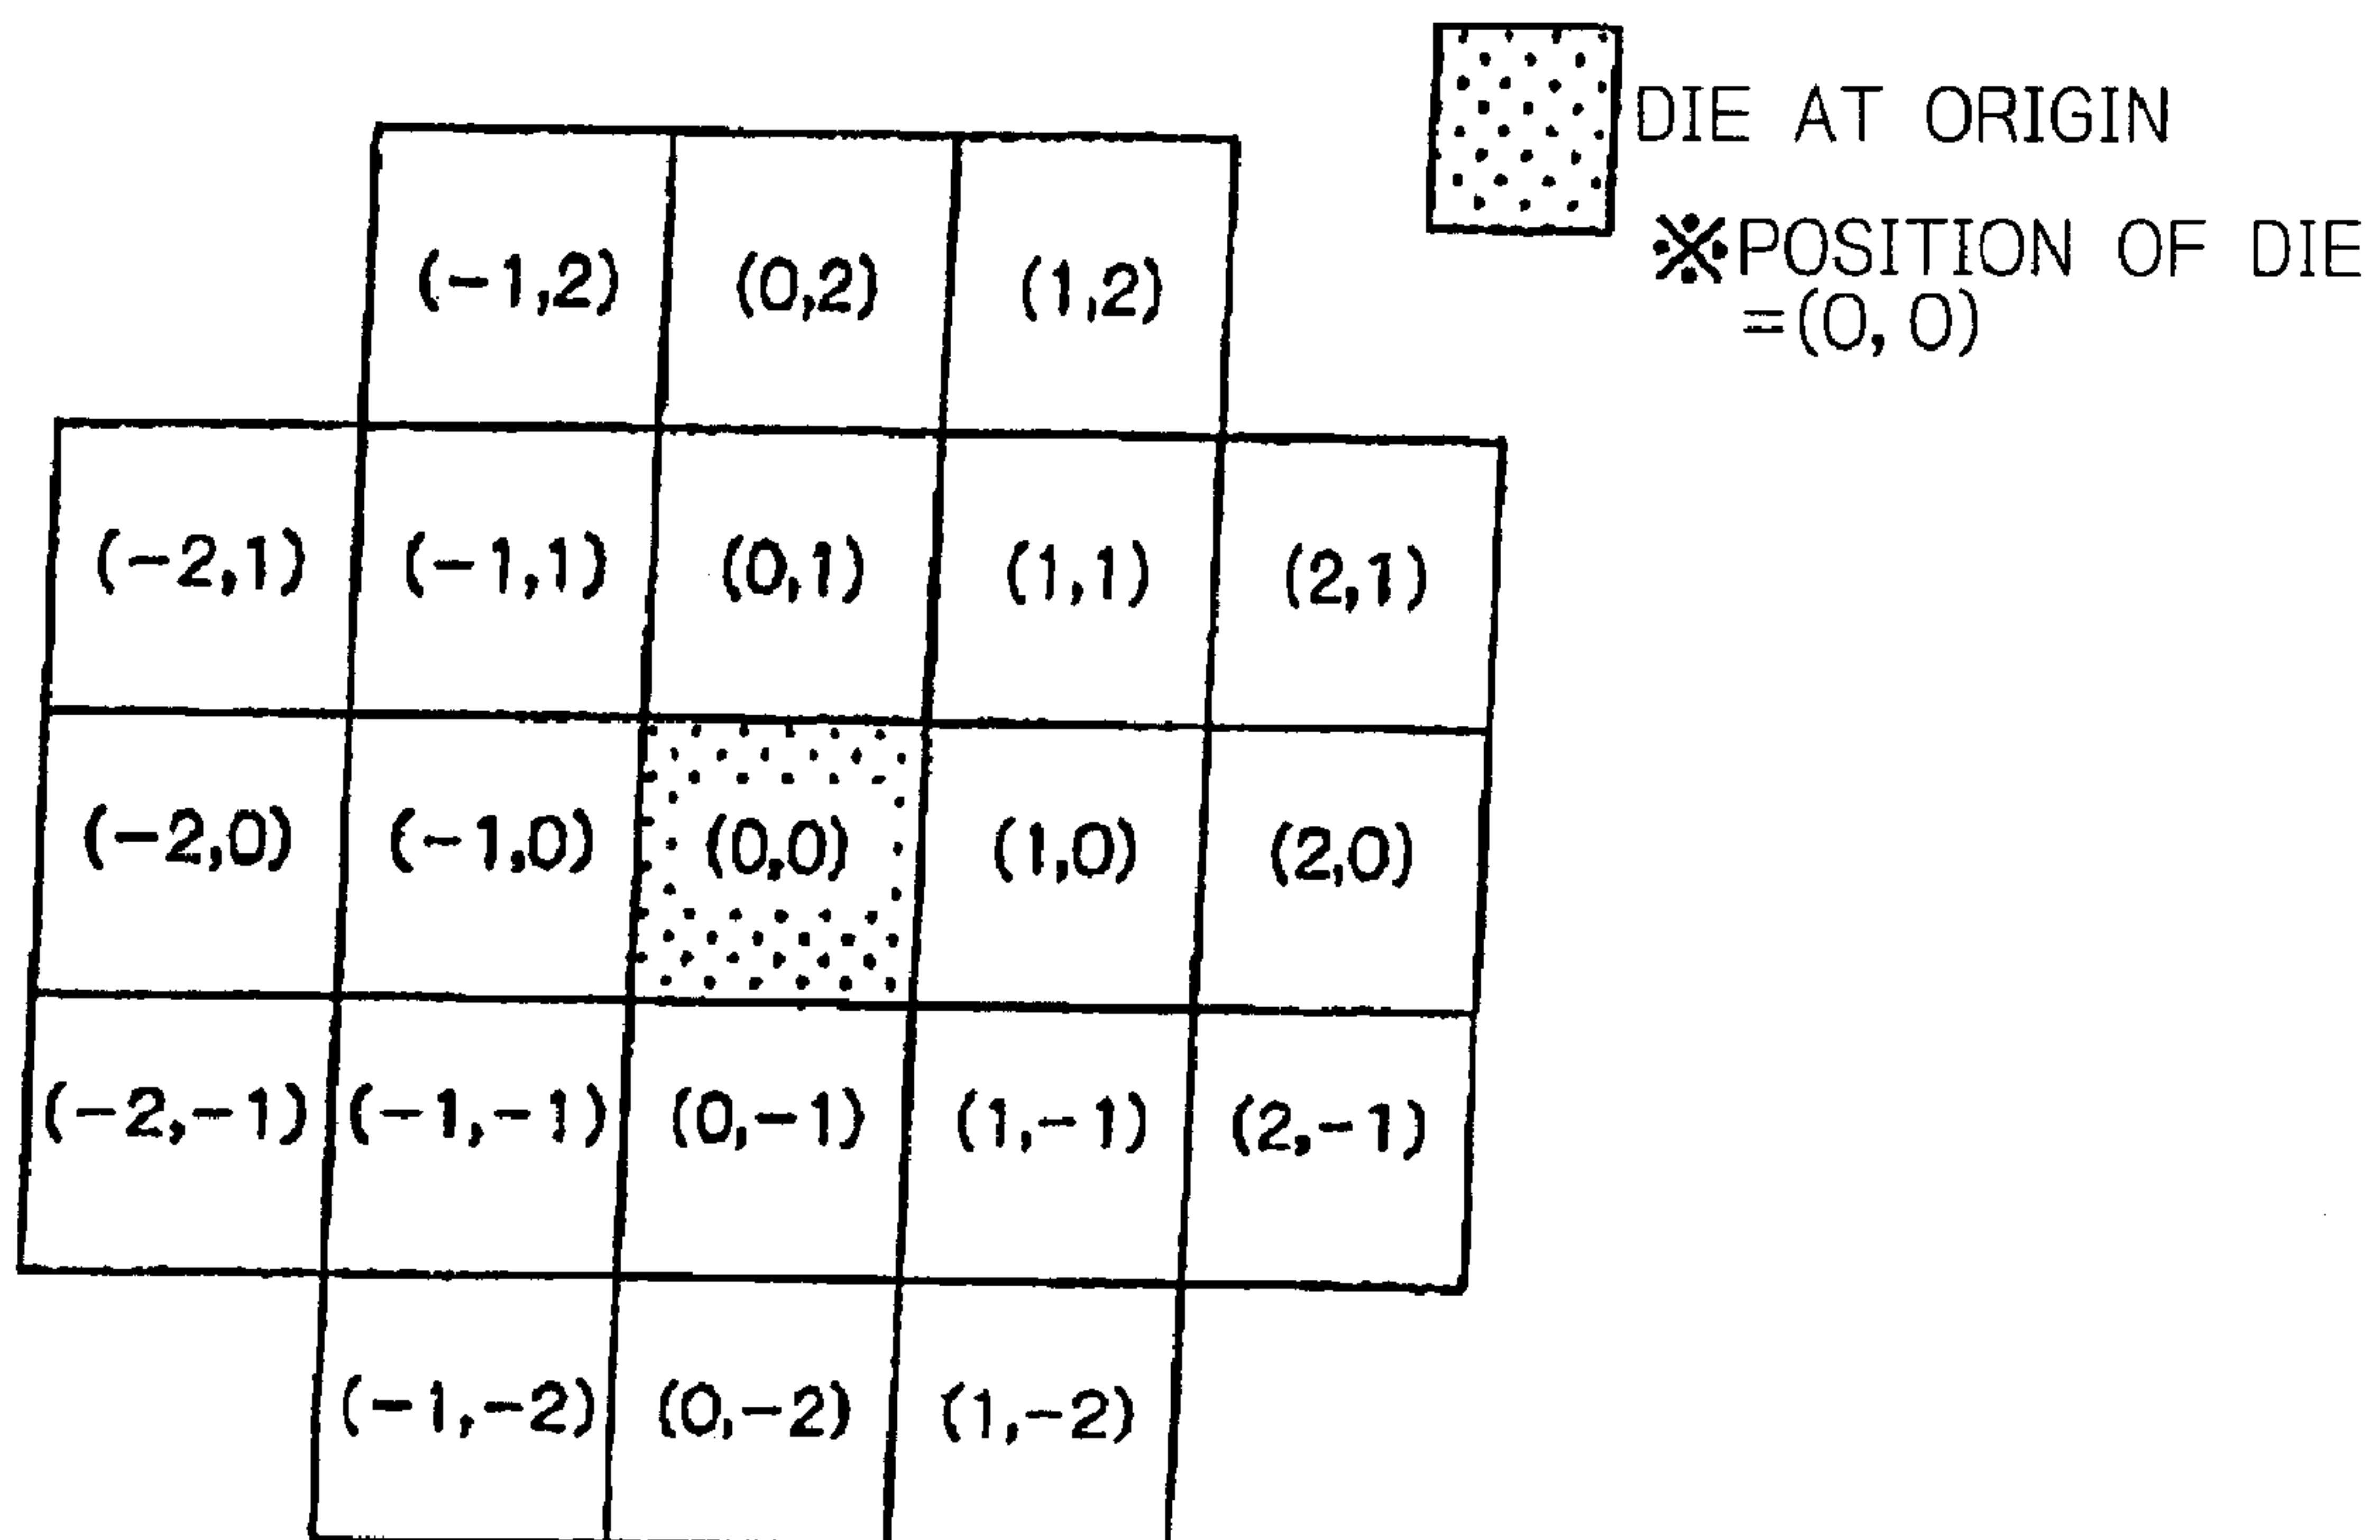 DIE AT ORIGIN
※POSITION OF DIE
=(0, 0)
(-1,2) (0,2) (1,2)
(-2,1) (-1,1) (0,1) (1,1) (2,1)
(-2,0) (-1,0) (0,0) (1,0) (2,0)
(-2,-1) (-1,-1) (0,-1) (1,-1) (2,-1)
(-1,-2) (0,-2) (1,-2)